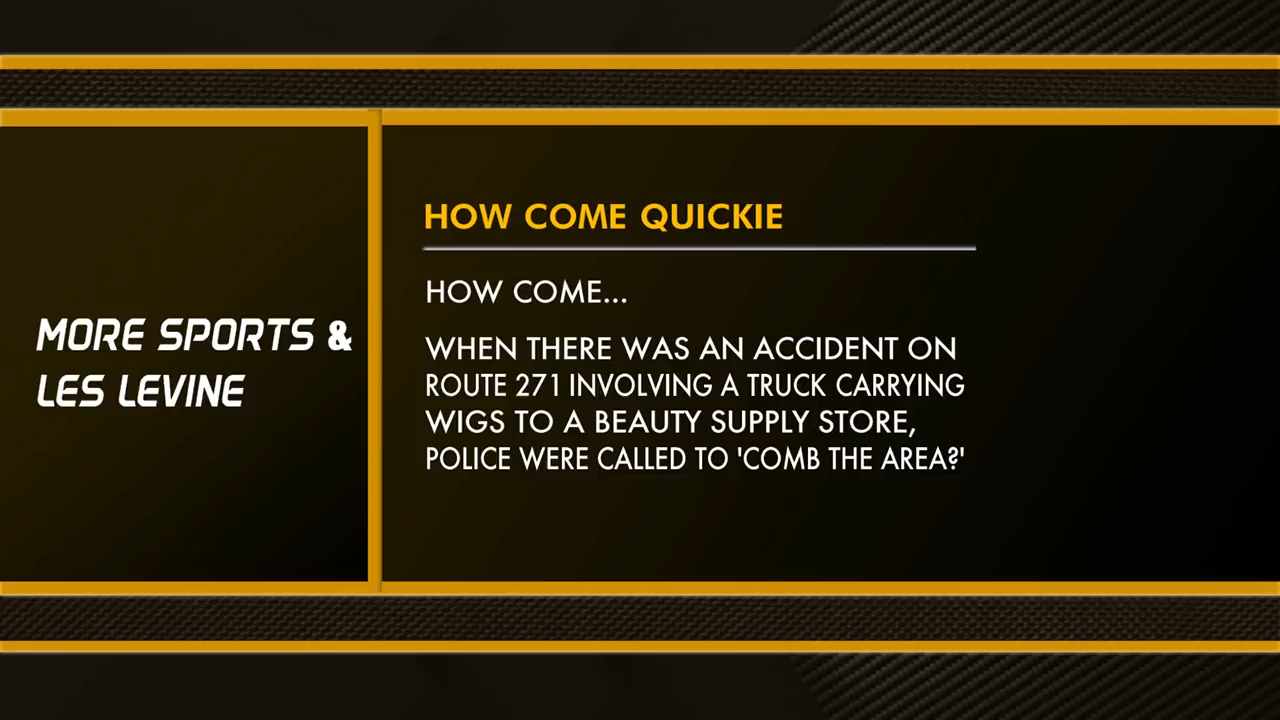 MORE SPORTS &
LES LEVINE
HOW COME QUICKIE
HOW COME...
WHEN THERE WAS AN ACCIDENT ON
ROUTE 271 INVOLVING A TRUCK CARRYING
WIGS TO A BEAUTY SUPPLY STORE,
POLICE WERE CALLED TO 'COMB THE AREA?'